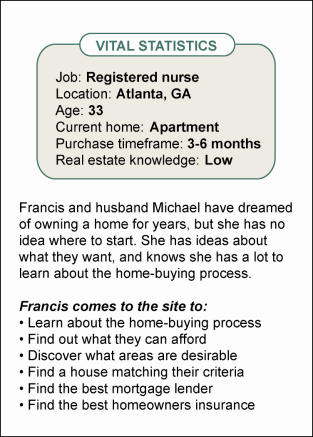 VITAL STATISTICS
Job: Registered nurse
Location: Atlanta, GA
Age: 33
Current home: Apartment
Purchase timeframe: 3-6 months
Real estate knowledge: Low
Francis and husband Michael have dreamed
of owning a home for years, but she has no
idea where to start. She has ideas about
what they want, and knows she has a lot to
learn about the home-buying process.
Francis comes to the site to:
• Learn about the home-buying process
• Find out what they can afford
• Discover what areas are desirable
• Find a house matching their criteria
• Find the best mortgage lender
• Find the best homeowners insurance